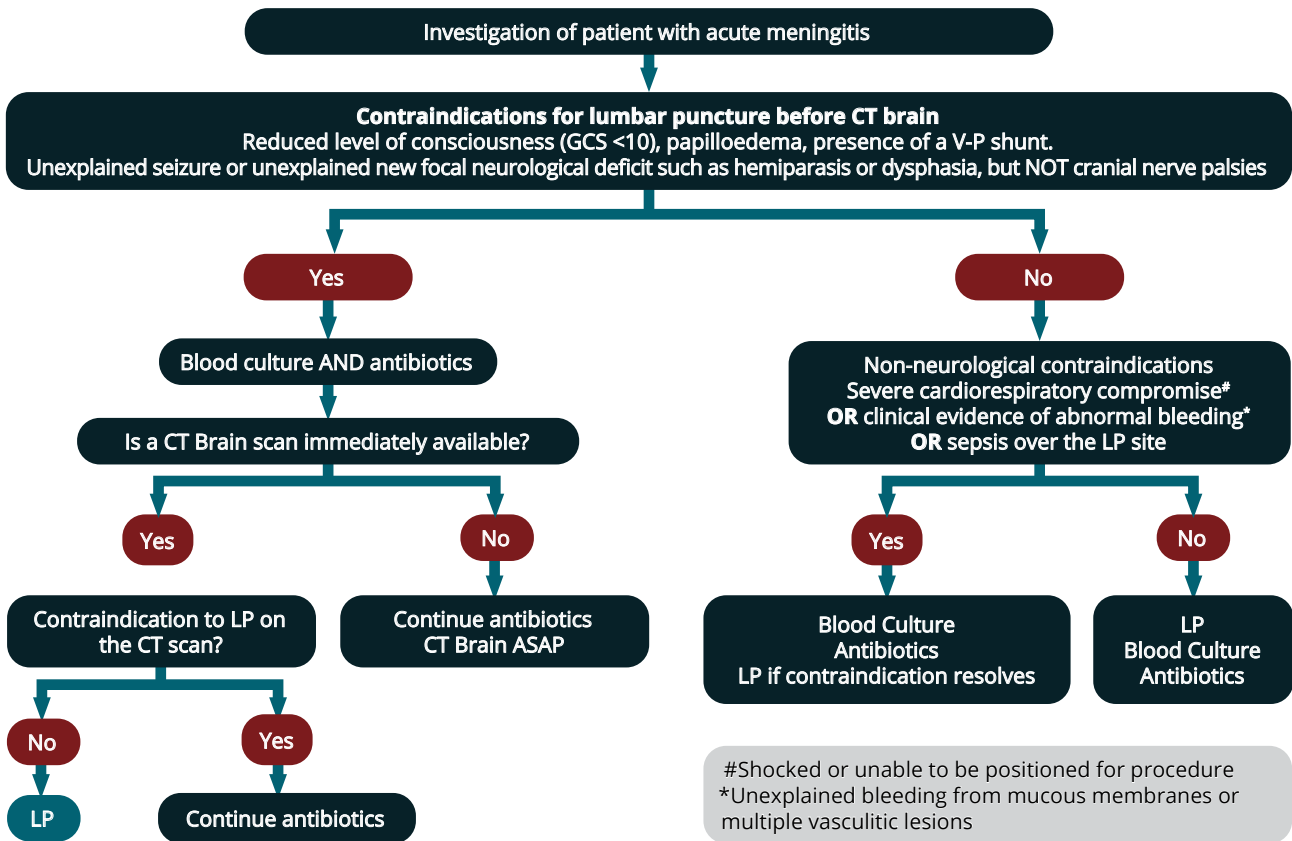 Investigation of patient with acute meningitis
Contraindications for lumbar puncture before CT brain
Reduced level of consciousness (GCS <10), papilloedema, presence of a V-P shunt.
Unexplained seizure or unexplained new focal neurological deficit such as hemiparasis or dysphasia, but NOT cranial nerve palsies
Yes
No
Blood culture AND antibiotics
Non-neurological contraindications
Severe cardiorespiratory compromise#
OR clinical evidence of abnormal bleeding*
OR sepsis over the LP site
Is a CT Brain scan immediately available?
Yes
No
Yes
No
Contraindication to LP on
the CT scan?
Continue antibiotics
CT Brain ASAP
Blood Culture
Antibiotics
LP if contraindication resolves
LP
Blood Culture
Antibiotics
No
Yes
LP
Continue antibiotics
#Shocked or unable to be positioned for procedure
*Unexplained bleeding from mucous membranes or
multiple vasculitic lesions